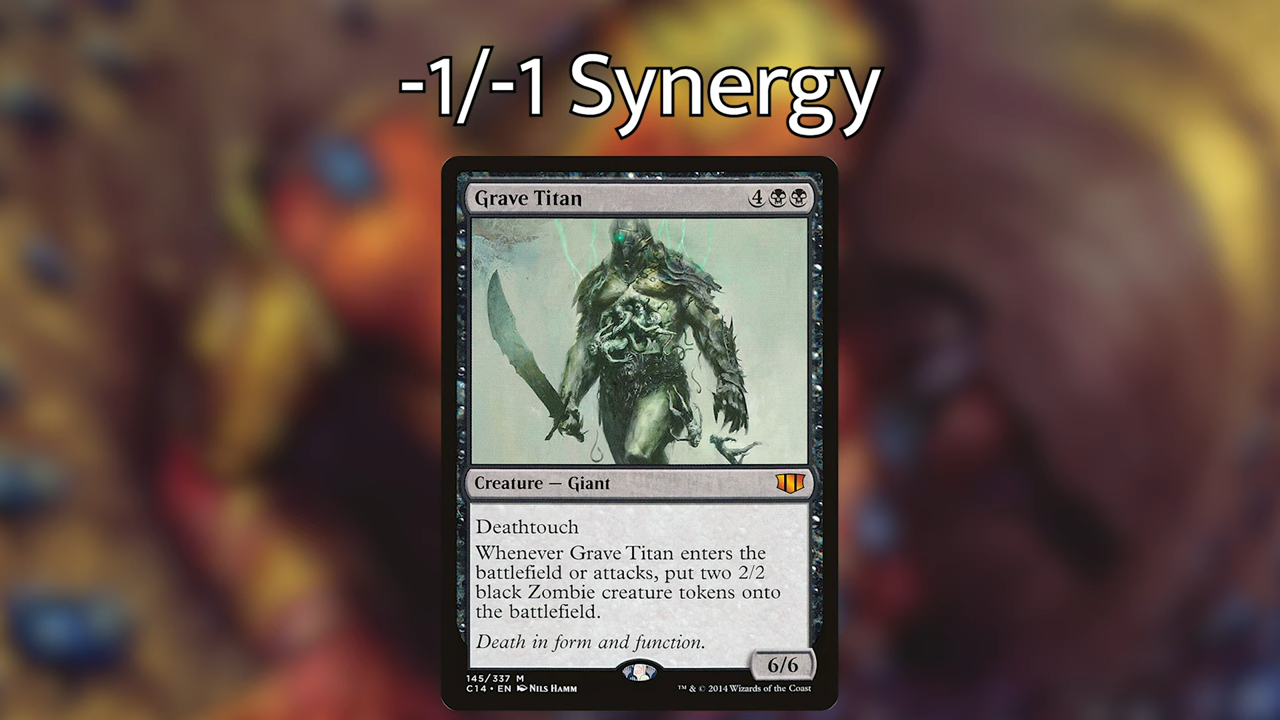 -1/-1 Synergy
Grave Titan 4
Creature — Giant
Deathtouch
Whenever Grave Titan enters the
battlefield or attacks, put two 2/2
black Zombie creature tokens onto
the battlefield.
Death in form and function.
6/6
145/337 M
C14 • EN Nils Hamm ™ & © 2014 Wizards of the Coast